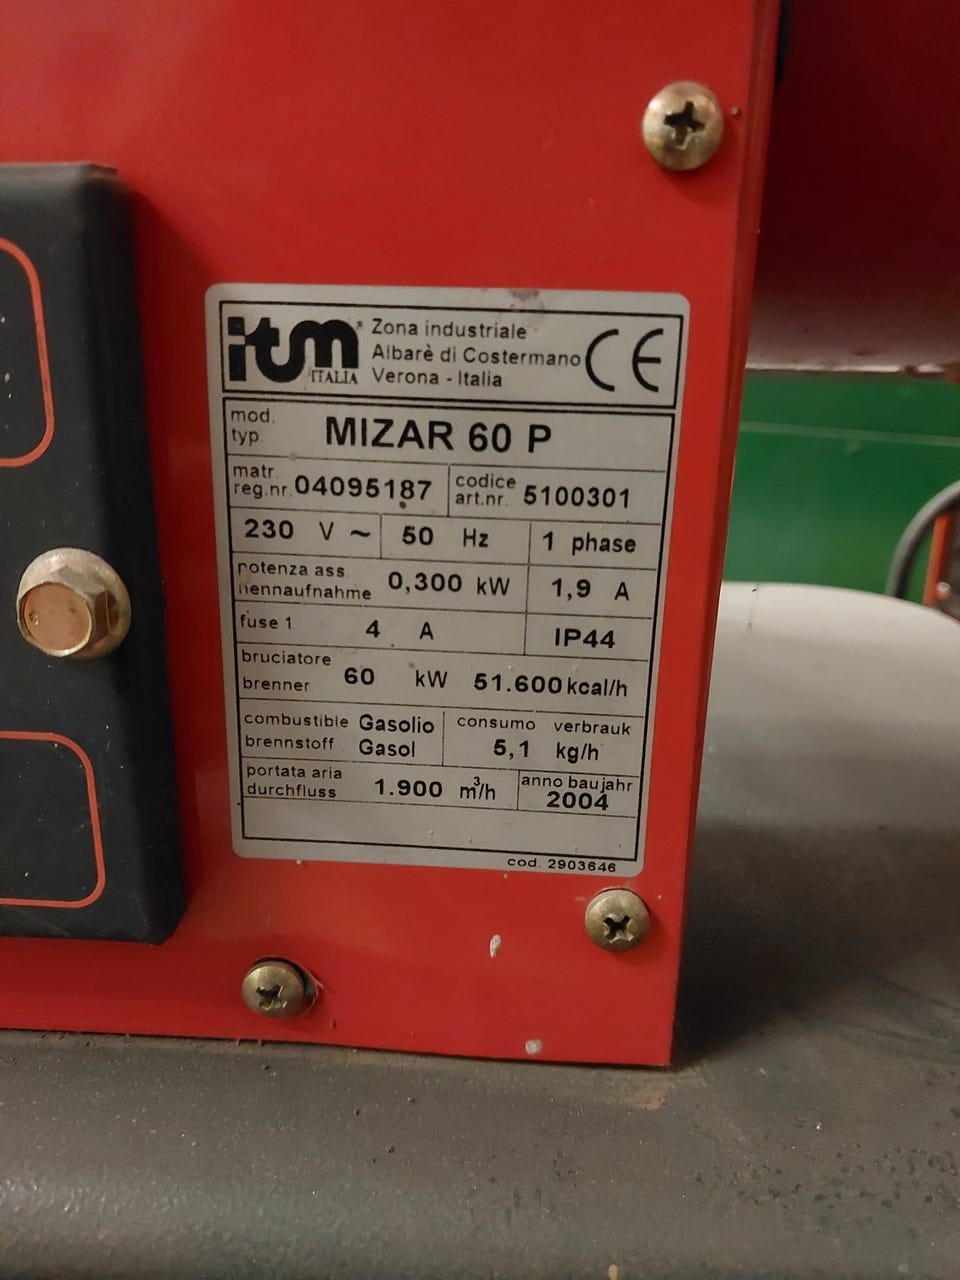 itm ITALIA
Zona industriale
Albarè di Costermano
Verona - Italia
CE
mod.
typ.
MIZAR 60 P
matr.
reg.nr. 04095187
codice
art.nr. 5100301
230 V ~ 50 Hz 1 phase
potenza ass.
nennaufnahme 0,300 kW 1,9 A
fuse 1 4 A IP44
bruciatore
brenner 60 kW 51.600 kcal/h
combustible Gasolio
brennstoff Gasol
consumo verbrauk
5,1 kg/h
portata aria
durchfluss 1.900 m³/h
anno baujahr
2004
cod. 2903646